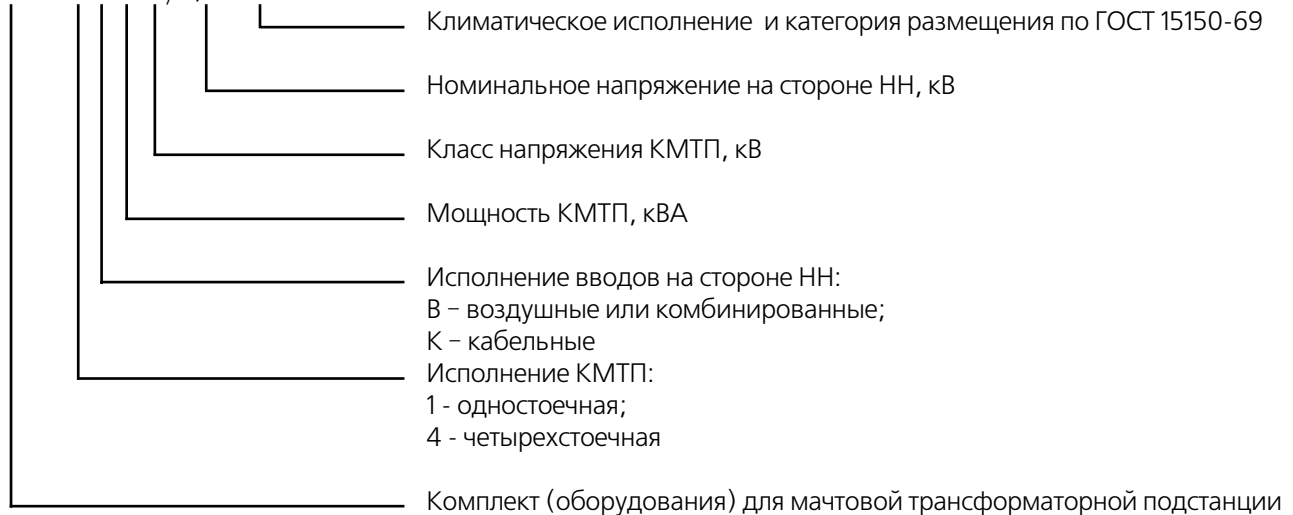 Климатическое исполнение и категория размещения по ГОСТ 15150-69
Номинальное напряжение на стороне НН, кВ
Класс напряжения КМТП, кВ
Мощность КМТП, кВА
Исполнение вводов на стороне НН:
В – воздушные или комбинированные;
К – кабельные
Исполнение КМТП:
1 - одностоечная;
4 - четырехстоечная
Комплект (оборудования) для мачтовой трансформаторной подстанции